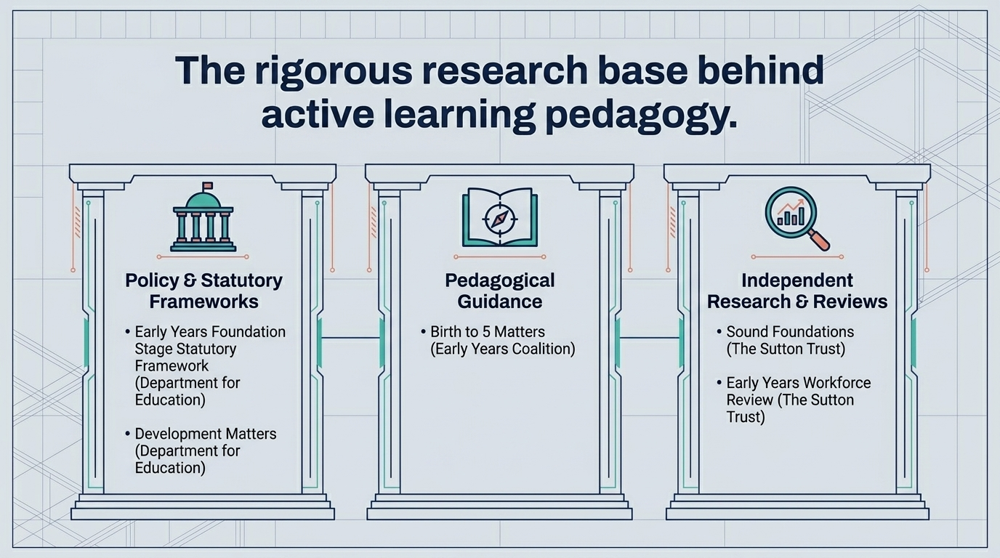 The rigorous research base behind
active learning pedagogy.
Policy & Statutory
Frameworks
• Early Years Foundation
Stage Statutory
Framework
(Department for
Education)
• Development Matters
(Department for
Education)
Pedagogical
Guidance
• Birth to 5 Matters
(Early Years Coalition)
Independent
Research & Reviews
• Sound Foundations
(The Sutton Trust)
• Early Years Workforce
Review (The Sutton
Trust)